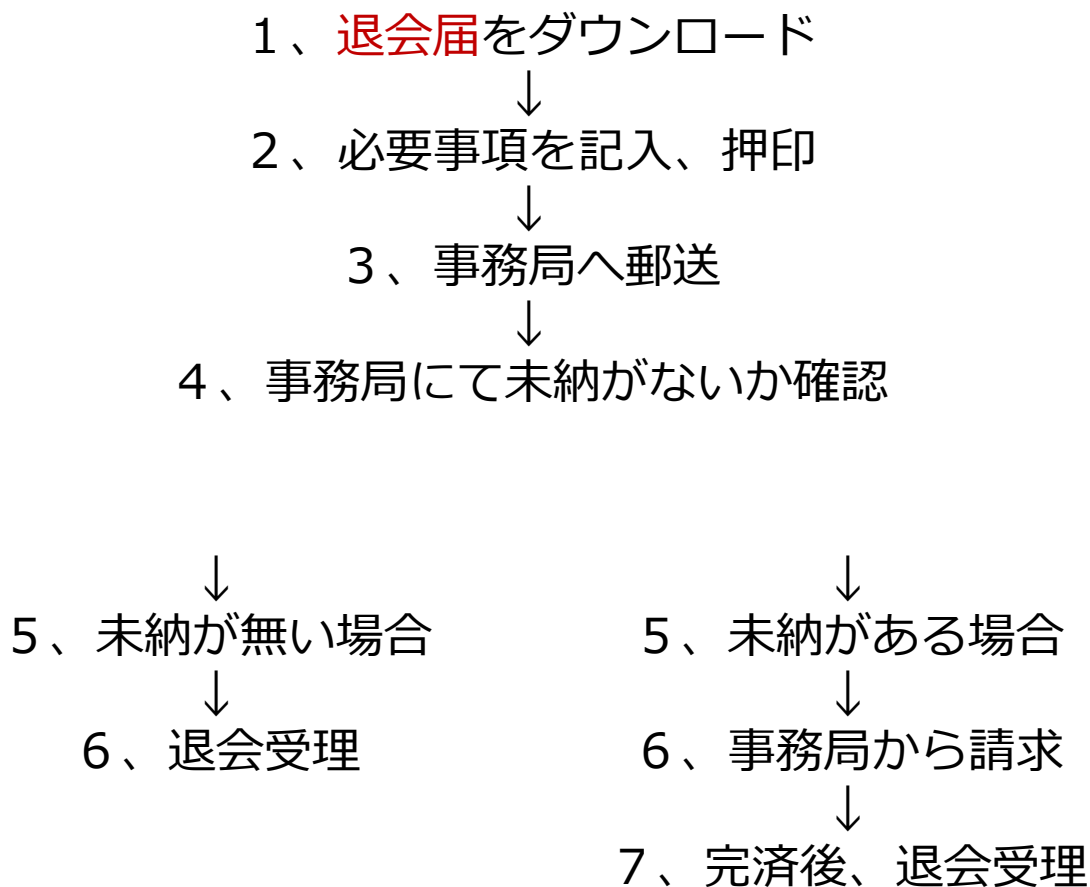 １、退会届をダウンロード
↓
２、必要事項を記入、押印
↓
３、事務局へ郵送
↓
４、事務局にて未納がないか確認
↓
５、未納が無い場合
↓
６、退会受理
↓
５、未納がある場合
↓
６、事務局から請求
↓
７、完済後、退会受理